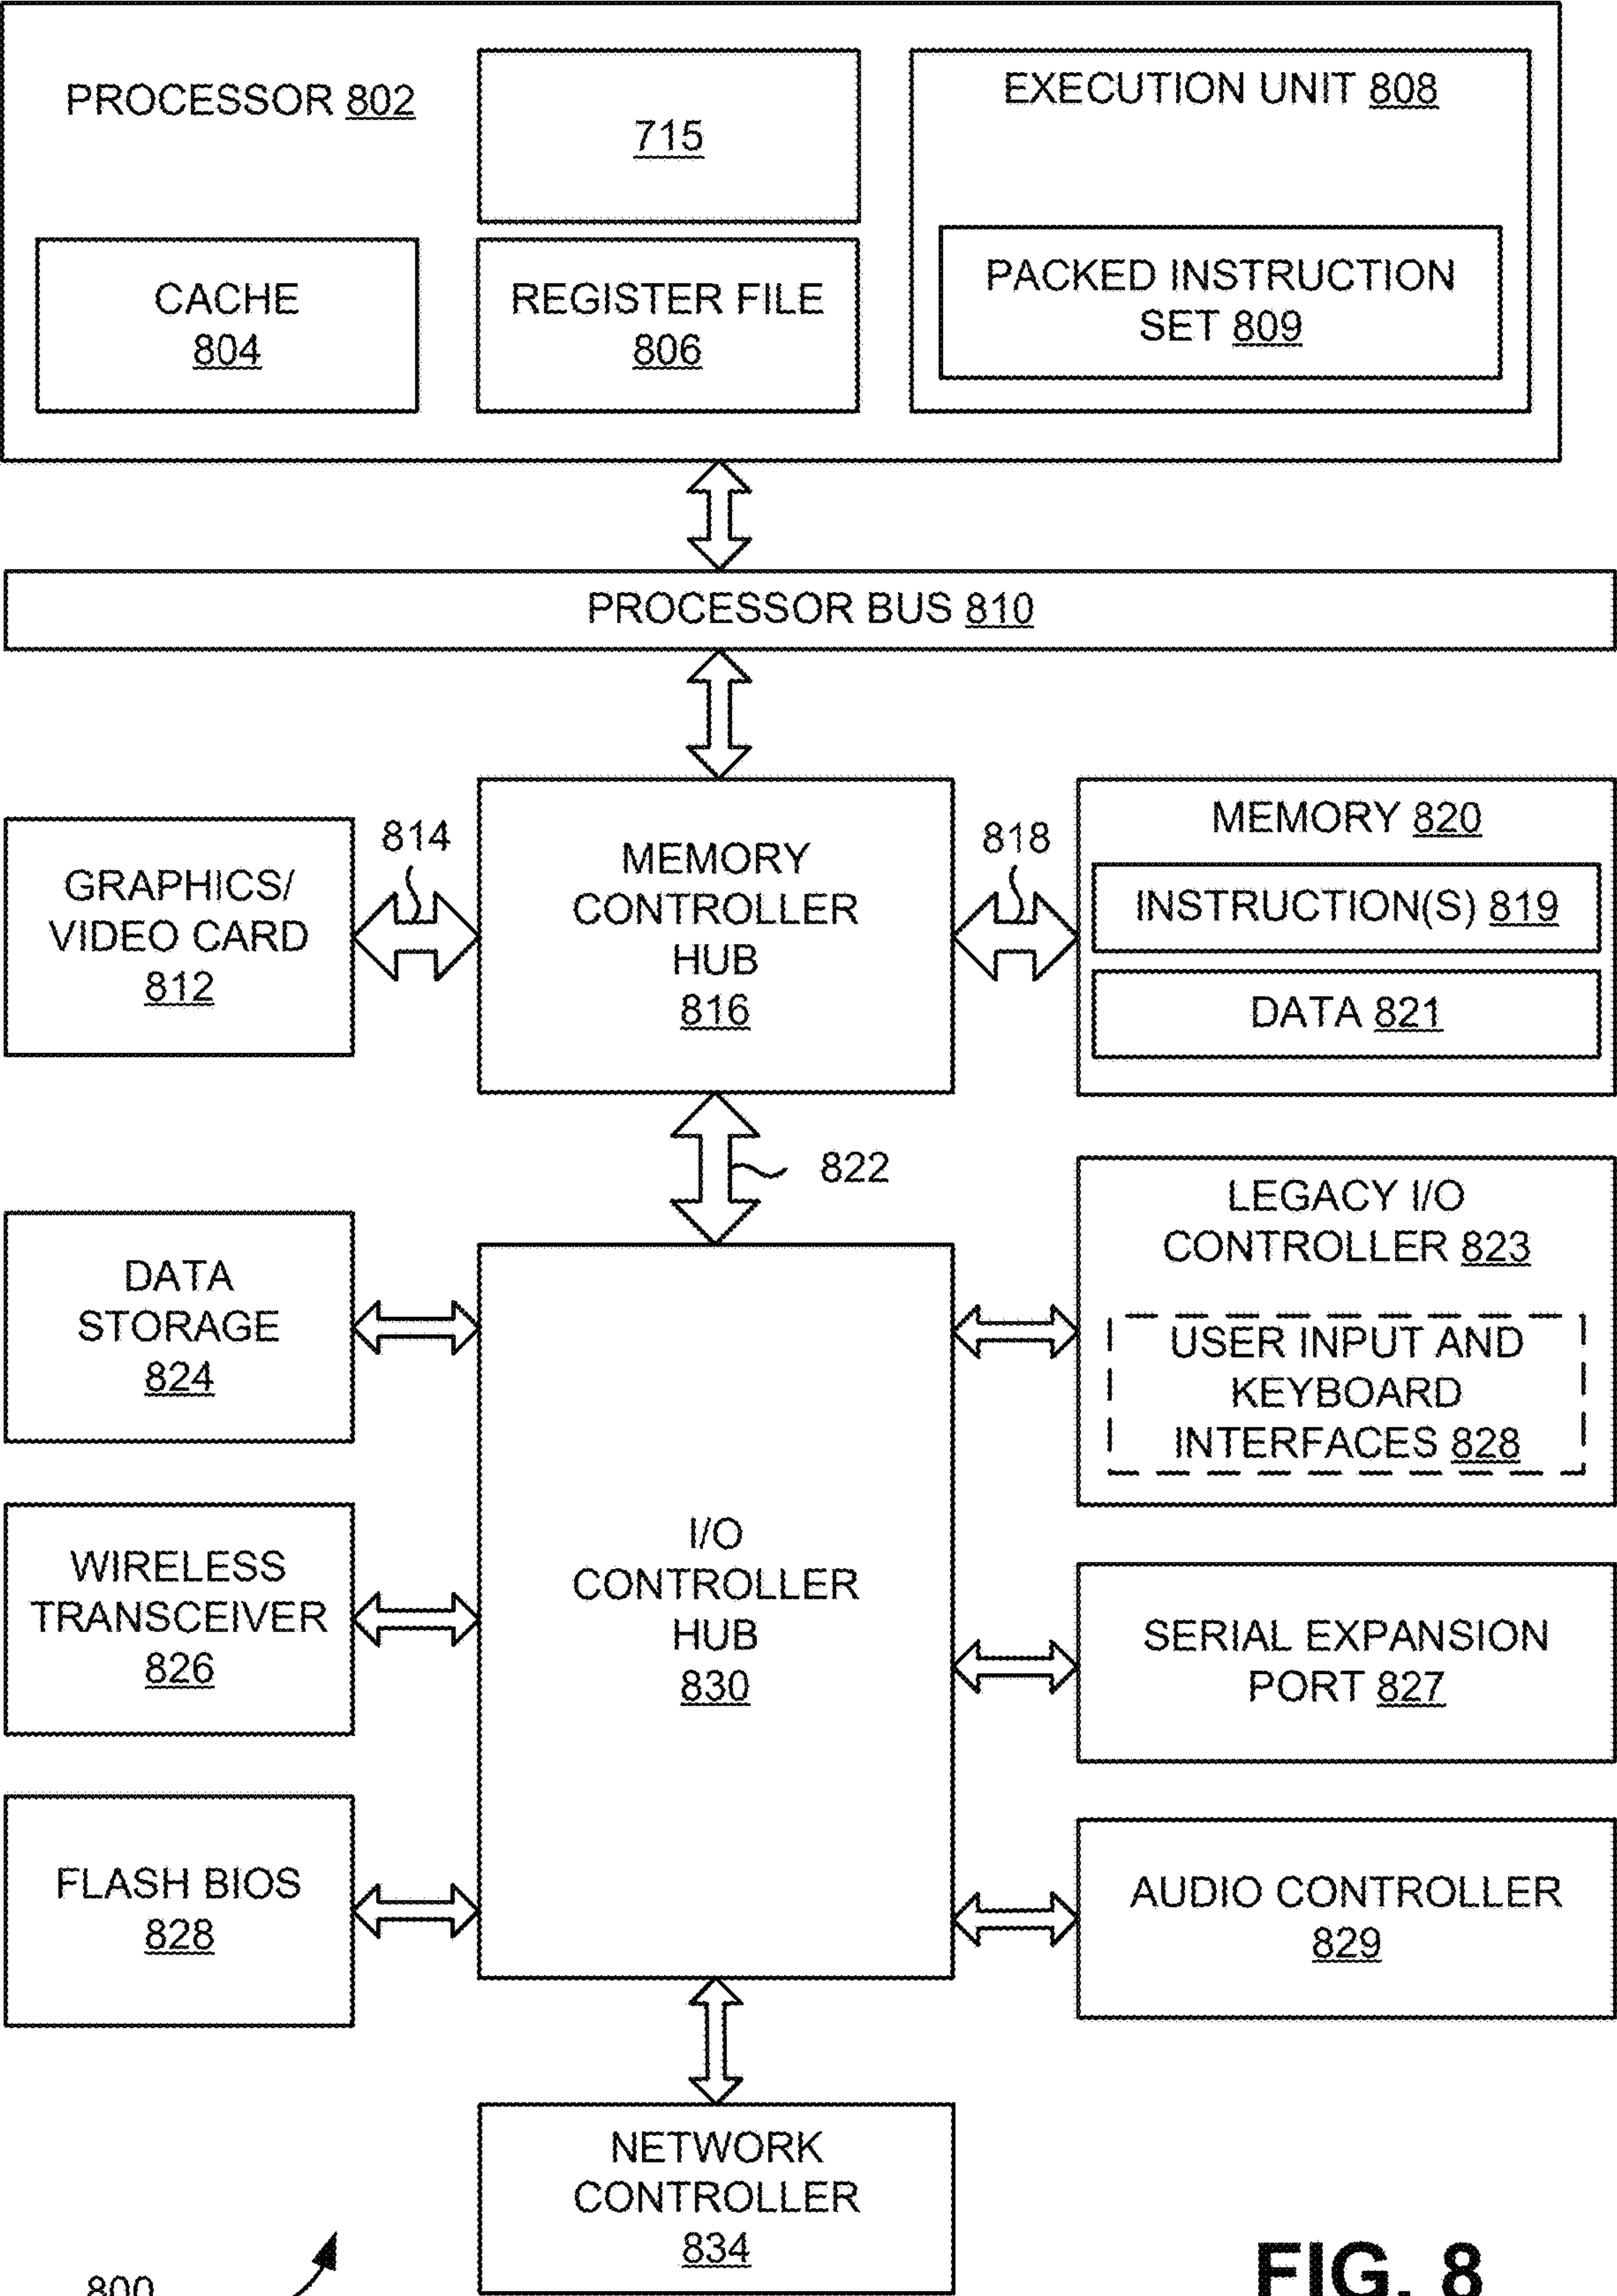 PROCESSOR 802
715
EXECUTION UNIT 808
CACHE
804
REGISTER FILE
806
PACKED INSTRUCTION
SET 809
PROCESSOR BUS 810
GRAPHICS/
VIDEO CARD
812
814
MEMORY
CONTROLLER
HUB
816
818
MEMORY 820
INSTRUCTION(S) 819
DATA 821
822
DATA
STORAGE
824
LEGACY I/O
CONTROLLER 823
USER INPUT AND
KEYBOARD
INTERFACES 828
WIRELESS
TRANSCEIVER
826
I/O
CONTROLLER
HUB
830
SERIAL EXPANSION
PORT 827
FLASH BIOS
828
AUDIO CONTROLLER
829
NETWORK
CONTROLLER
834
800
FIG. 8